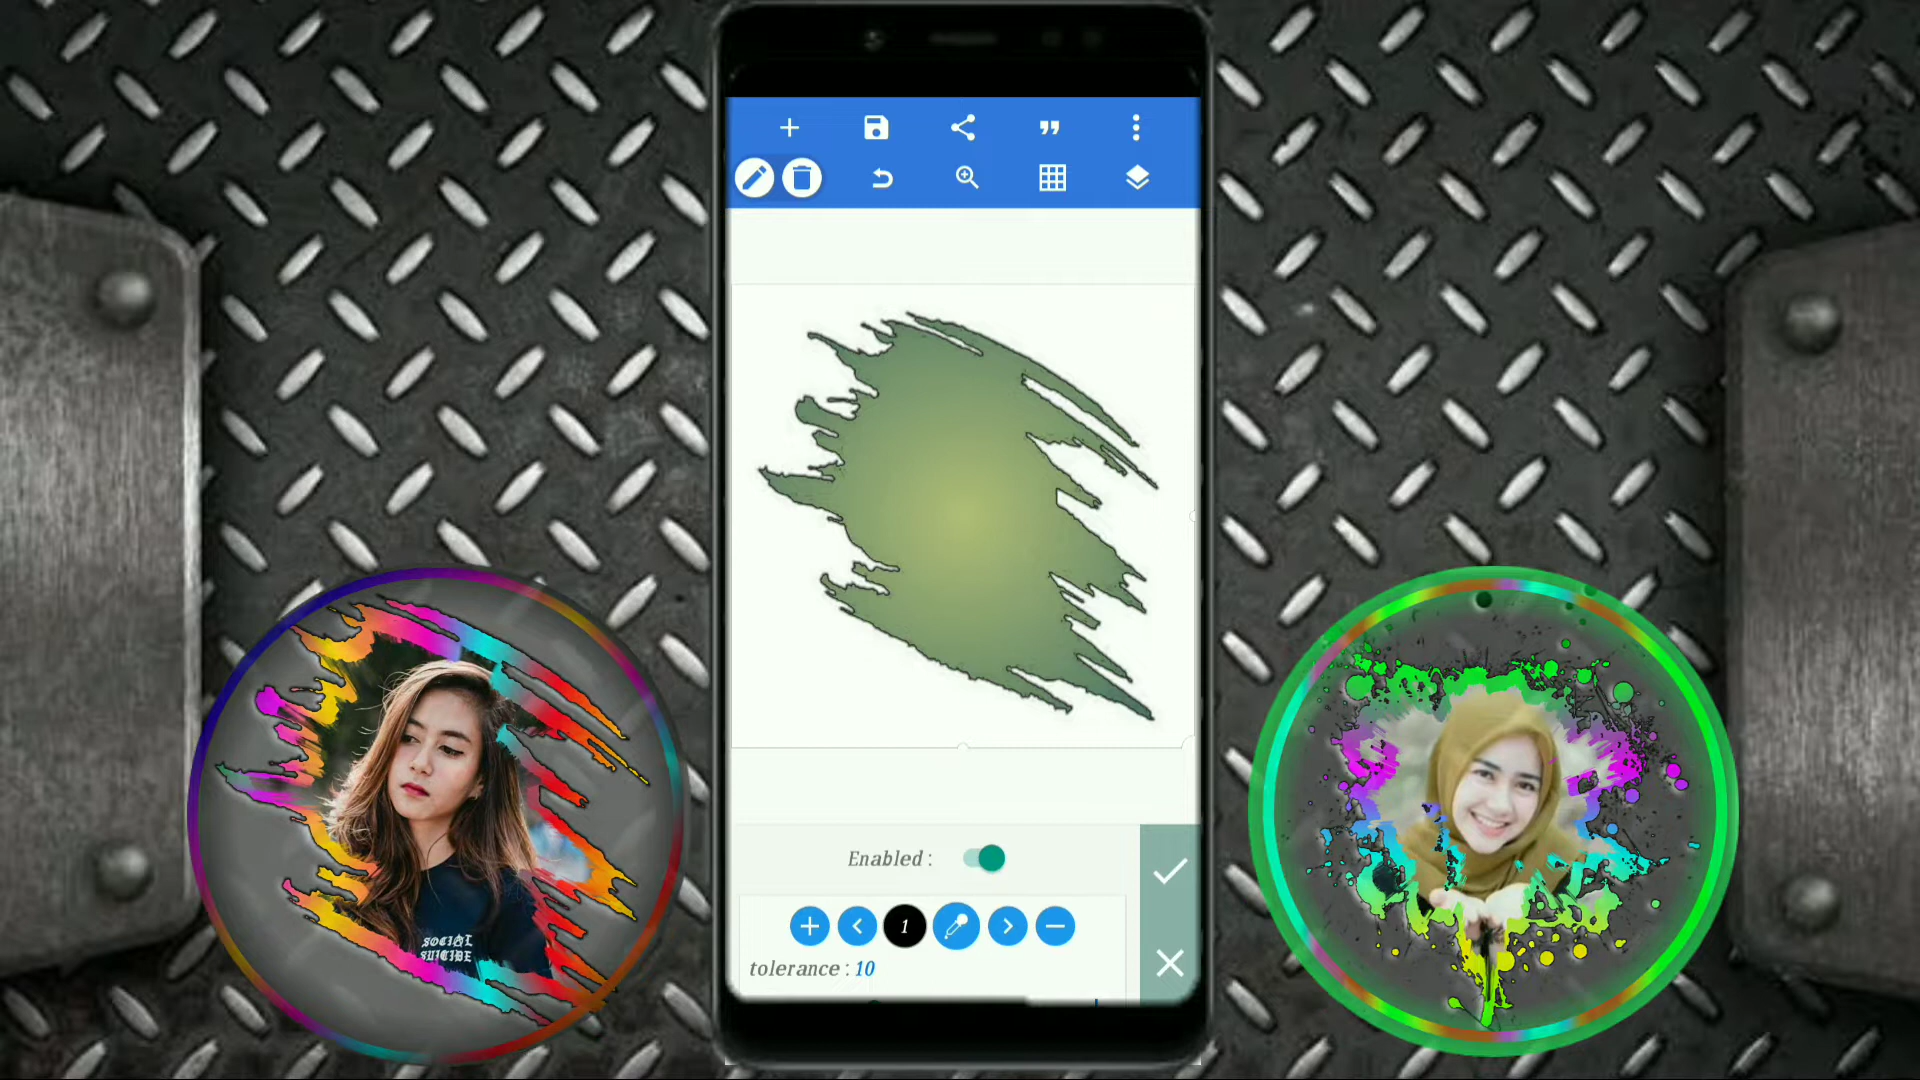 Enabled :
1
tolerance : 10
SOCIAL
SUICIDE